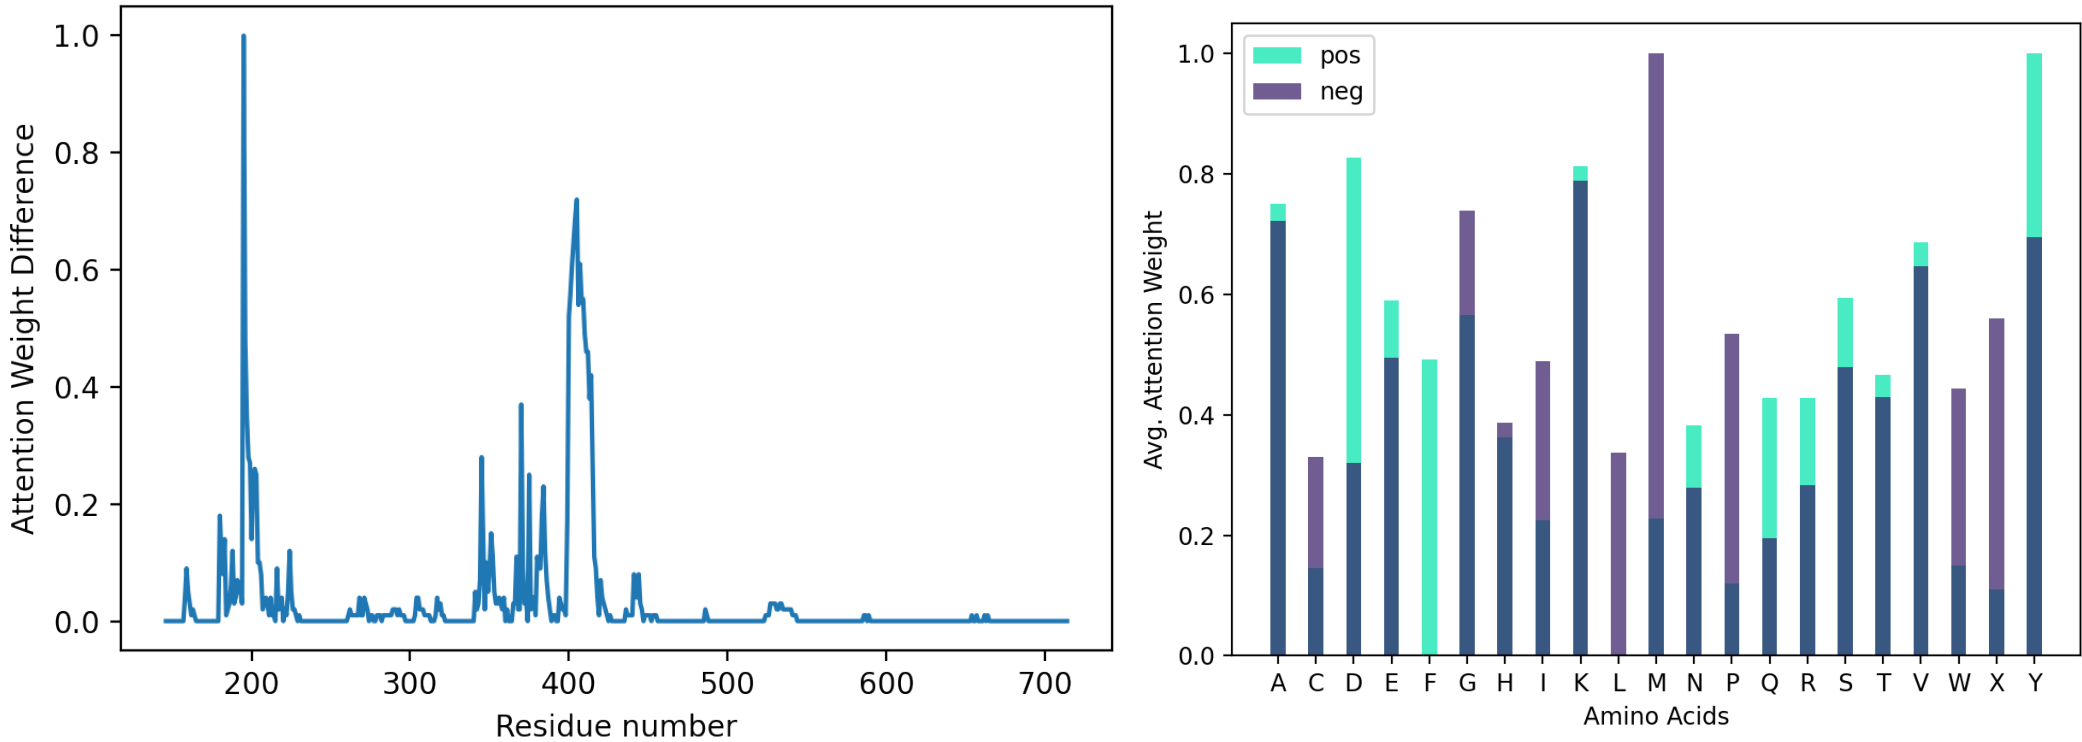 Attention Weight Difference
1.0
0.8
0.6
0.4
0.2
0.0
200 300 400 500 600 700
Residue number
pos
neg
Avg. Attention Weight
1.0
0.8
0.6
0.4
0.2
0.0
A C D E F G H I K L M N P Q R S T V W X Y
Amino Acids